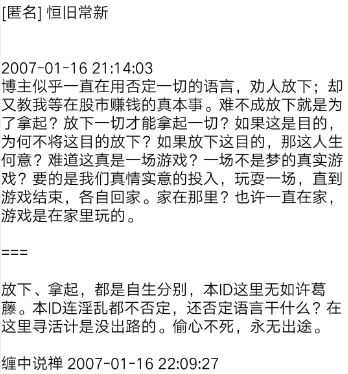 [匿名] 恒旧常新
2007-01-16 21:14:03
博主似乎一直在用否定一切的语言，劝人放下；却
又教我等在股市赚钱的真本事。难不成放下就是为
了拿起？放下一切才能拿起一切？如果这是目的，
为何不将这目的放下？如果放下这目的，那这人生
何意？难道这真是一场游戏？一场不是梦的真实游
戏？要的是我们真情实意的投入，玩耍一场，直到
游戏结束，各自回家。家在那里？也许一直在家，
游戏是在家里玩的。
===
放下、拿起，都是自生分别，本ID这里无如许葛
藤。本ID连淫乱都不否定，还否定语言干什么？在
这里寻活计是没出路的。偷心不死，永无出途。
缠中说禅 2007-01-16 22:09:27